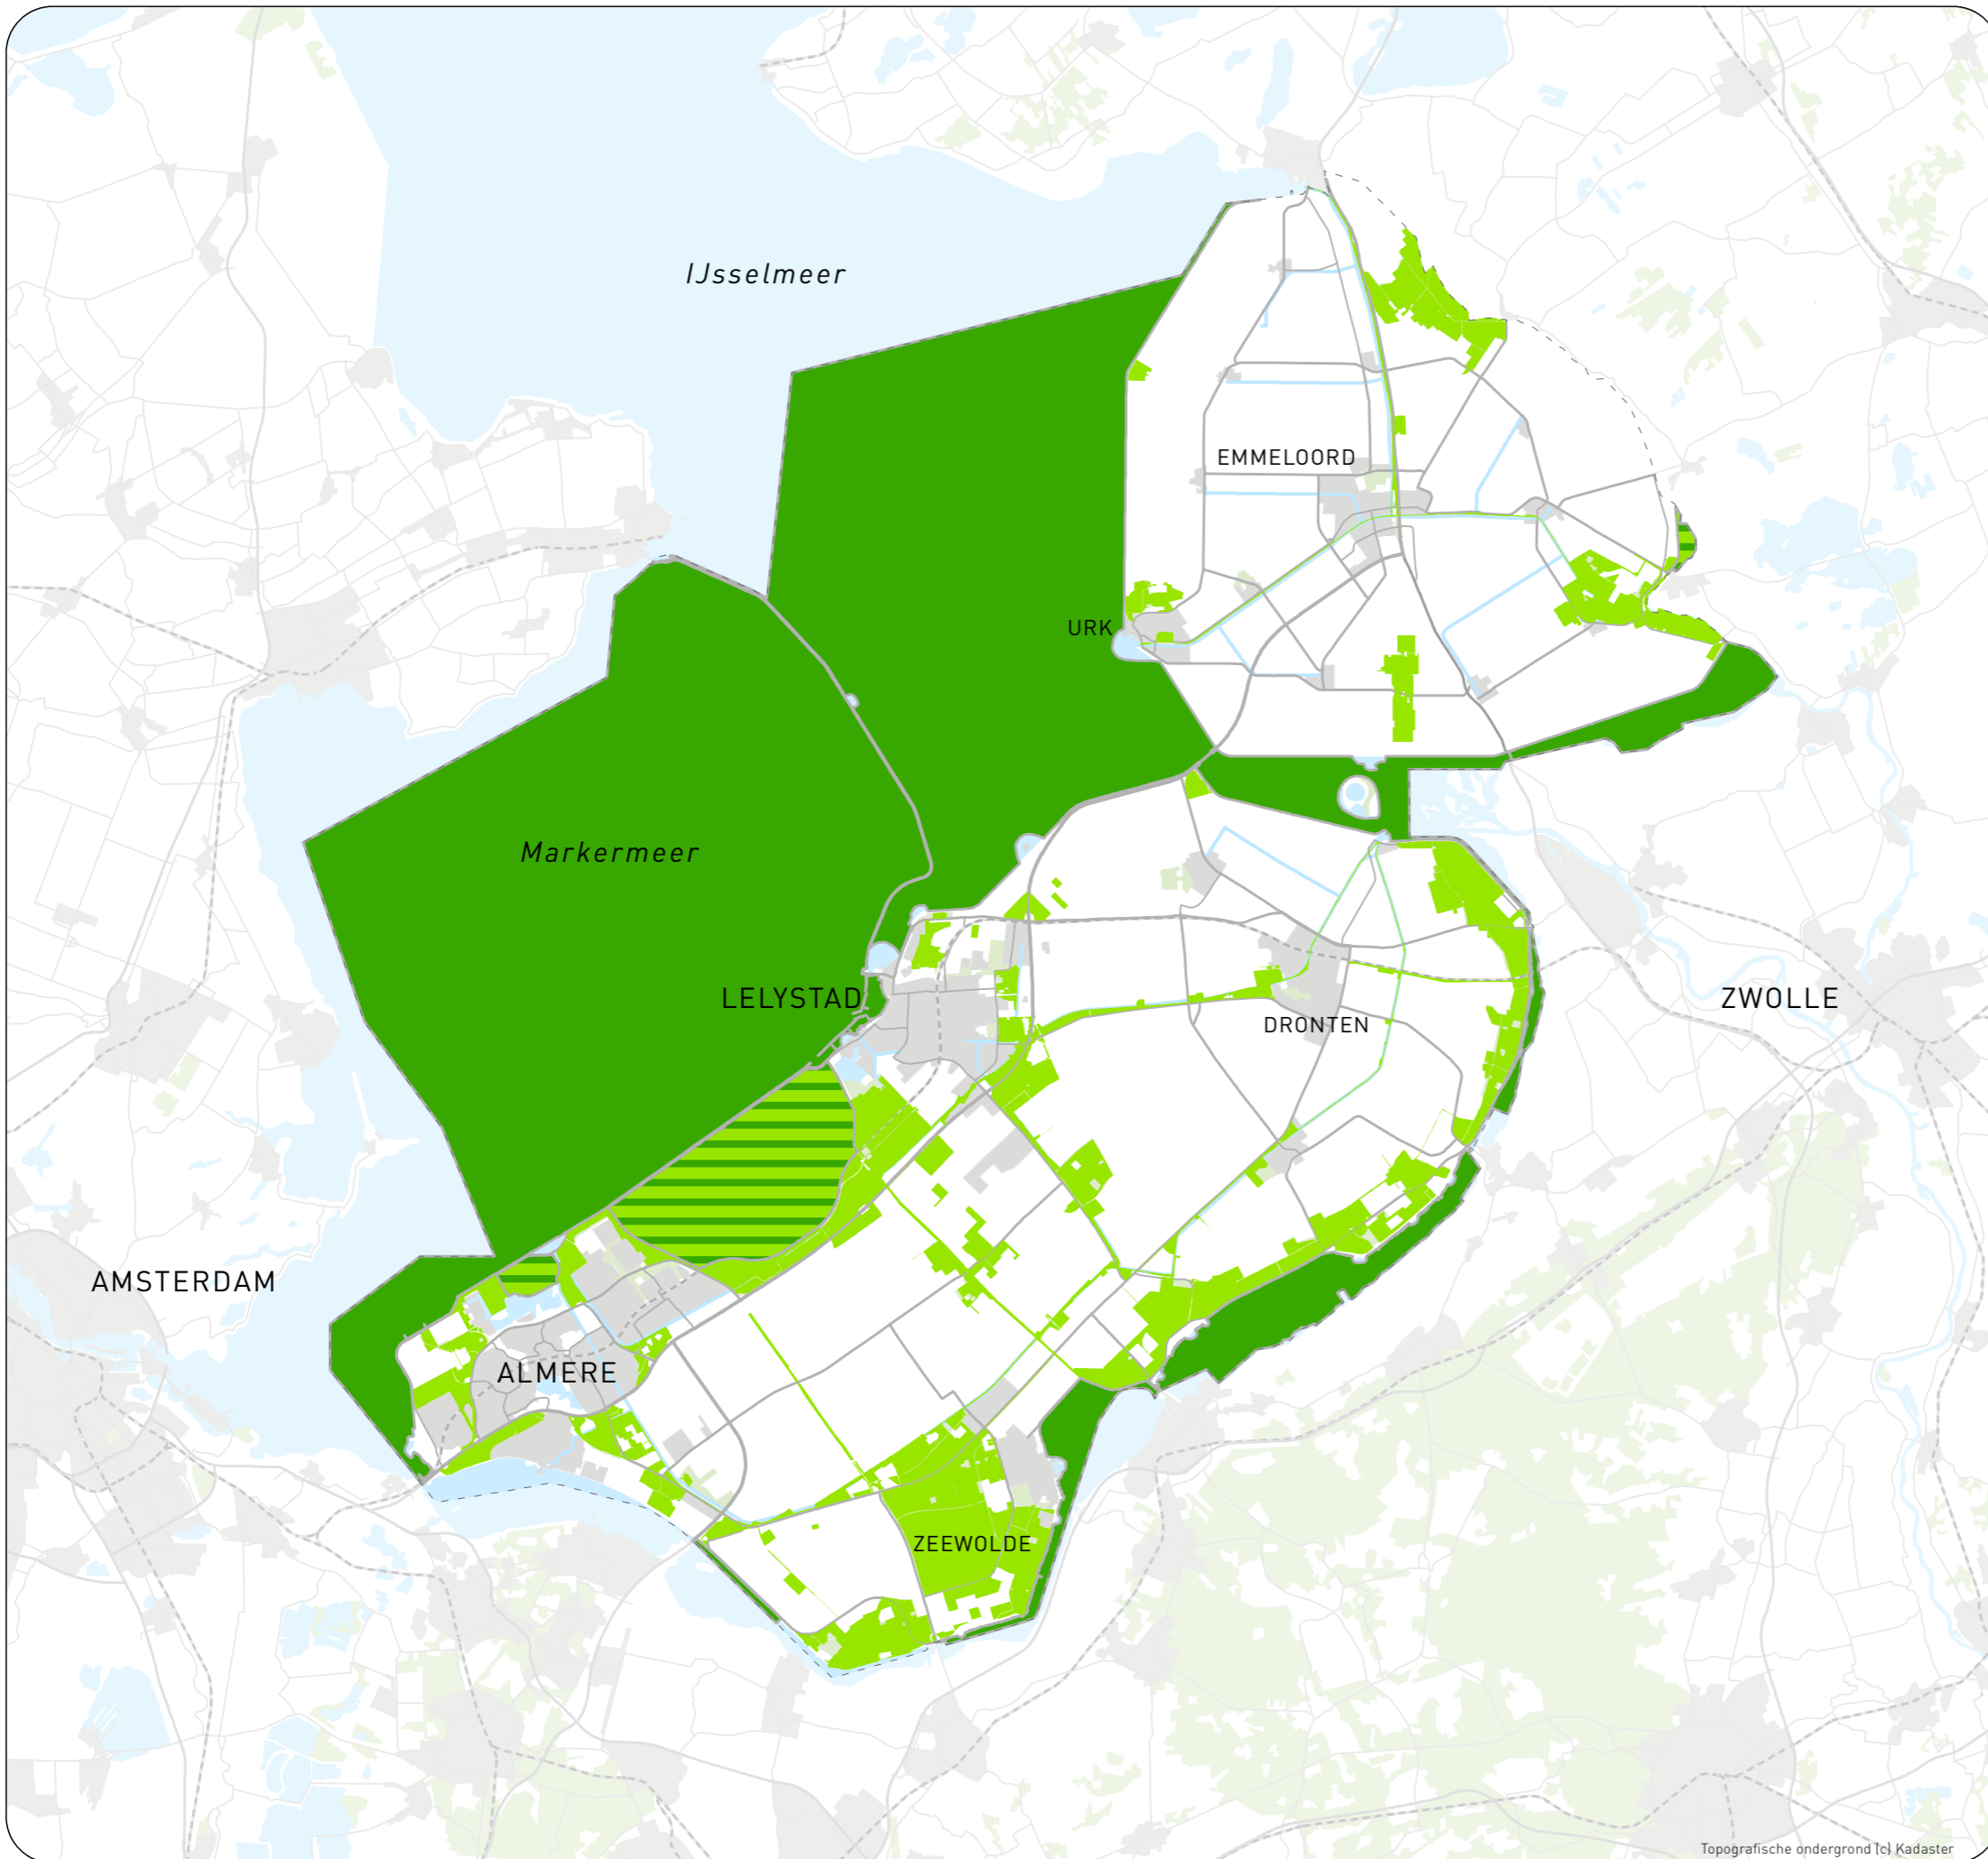 IJsselmeer
EMMELOORD
URK
Markermeer
LELYSTAD
ZWOLLE
DRONTEN
AMSTERDAM
ALMERE
ZEEWOLDE
Topografische ondergrond (c) Kadaster